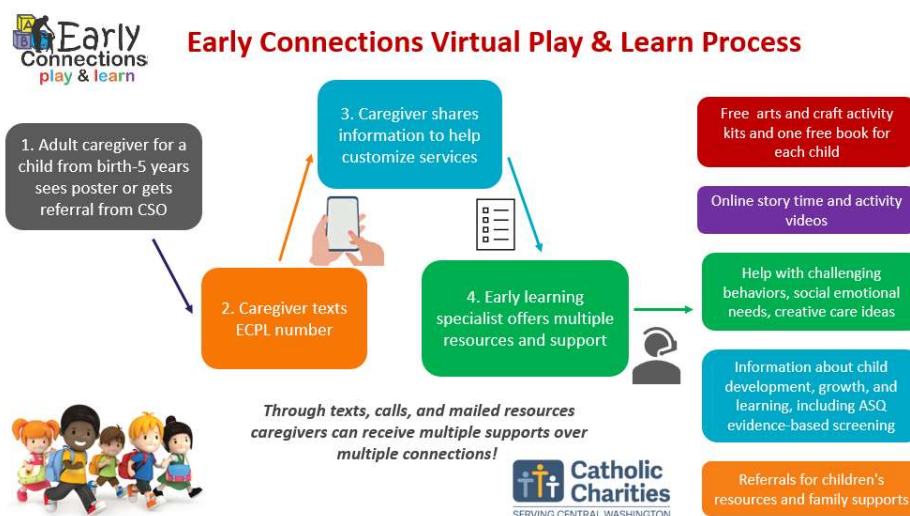 A
B
Early
Connections
play & learn
Early Connections Virtual Play & Learn Process
1. Adult caregiver for a
child from birth-5 years
sees poster or gets
referral from CSO
2. Caregiver texts
ECPL number
3. Caregiver shares
information to help
customize services
4. Early learning
specialist offers multiple
resources and support
Free arts and craft activity
kits and one free book for
each child
Online story time and activity
videos
Help with challenging
behaviors, social emotional
needs, creative care ideas
Information about child
development, growth, and
learning, including ASQ
evidence-based screening
Referrals for children's
resources and family supports
Through texts, calls, and mailed resources
caregivers can receive multiple supports over
multiple connections!
Catholic
Charities
SERVING CENTRAL WASHINGTON